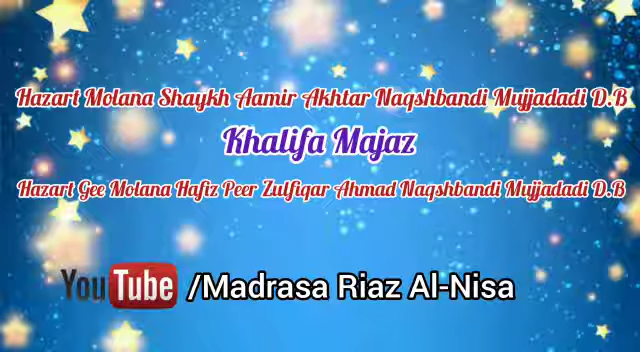 Hazart Molana Shaykh Aamir Akhtar Naqshbandi Mujjadadi D.B
Khalifa Majaz
Hazart Gee Molana Hafiz Peer Zulfiqar Ahmad Naqshbandi Mujjadadi D.B
YouTube /Madrasa Riaz Al-Nisa